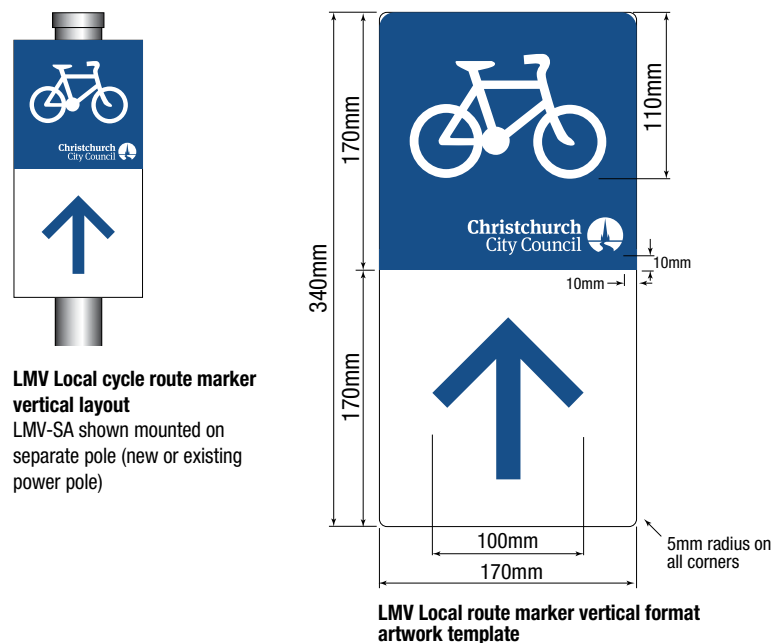 Christchurch
City Council
LMV Local cycle route marker
vertical layout
LMV-SA shown mounted on
separate pole (new or existing
power pole)
340mm
170mm
170mm
110mm
Christchurch
City Council
10mm
10mm
100mm
170mm
5mm radius on
all corners
LMV Local route marker vertical format
artwork template